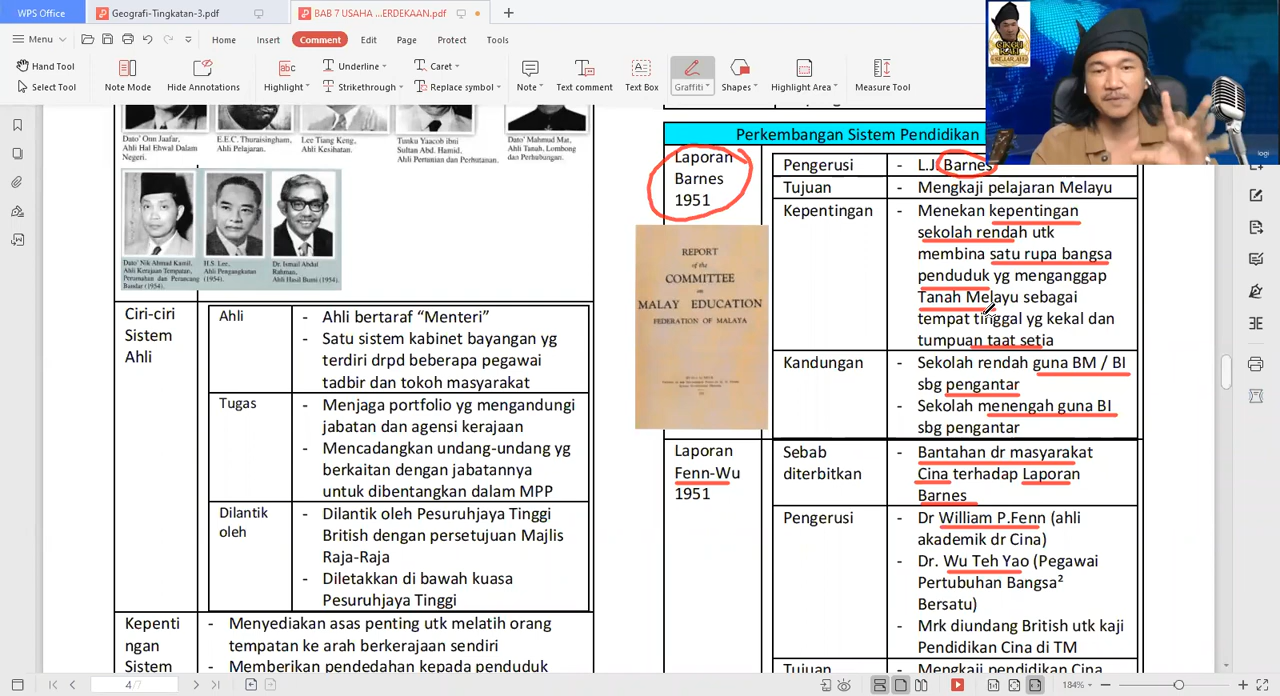 WPS Office
Geografi-Tingkatan-3.pdf
BAB 7 USAHA ...ERDEKAAN.pdf
Menu
Home
Insert
Comment
Edit
Page
Protect
Tools
Hand Tool
Select Tool
Note Mode
Hide Annotations
Highlight
Underline
Strikethrough
Caret
Replace symbol
Note
Text comment
Text Box
Graffiti
Shapes
Highlight Area
Measure Tool
logi
Dato' Onn Jaafar,
Ahli Hal Ehwal Dalam
Negeri.
E.E.C. Thuraisingham,
Ahli Pelajaran.
Lee Tiang Keng,
Ahli Kesihatan.
Tunku Yaacob ibni
Sultan Abd. Hamid,
Ahli Pertanian dan Perhutanan.
Dato' Mahmud Mat,
Ahli Tanah, Lombong
dan Perhubungan.
Dato' Nik Ahmad Kamil,
Ahli Kerajaan Tempatan,
Perumahan dan Perancang
Bandar (1954).
H.S. Lee,
Ahli Pengangkutan
(1954).
Dr. Ismail Abdul
Rahman,
Ahli Hasil Bumi (1954).
Ciri-ciri
Sistem
Ahli
Ahli
- Ahli bertaraf “Menteri”
- Satu sistem kabinet bayangan yg
terdiri drpd beberapa pegawai
tadbir dan tokoh masyarakat
Tugas
- Menjaga portfolio yg mengandungi
jabatan dan agensi kerajaan
- Mencadangkan undang-undang yg
berkaitan dengan jabatannya
untuk dibentangkan dalam MPP
Dilantik
oleh
- Dilantik oleh Pesuruhjaya Tinggi
British dengan persetujuan Majlis
Raja-Raja
- Diletakkan di bawah kuasa
Pesuruhjaya Tinggi
Kepenti
ngan
Sistem
- Menyediakan asas penting utk melatih orang
tempatan ke arah berkerajaan sendiri
- Memberikan pendedahan kepada penduduk
Perkembangan Sistem Pendidikan
Laporan
Barnes
1951
REPORT
of the
COMMITTEE
on
MALAY EDUCATION
FEDERATION OF MALAYA
Pengerusi
- L.J. Barnes
Tujuan
- Mengkaji pelajaran Melayu
Kepentingan
- Menekan kepentingan
sekolah rendah utk
membina satu rupa bangsa
penduduk yg menganggap
Tanah Melayu sebagai
tempat tinggal yg kekal dan
tumpuan taat setia
Kandungan
- Sekolah rendah guna BM / BI
sbg pengantar
- Sekolah menengah guna BI
sbg pengantar
Laporan
Fenn-Wu
1951
Sebab
diterbitkan
- Bantahan dr masyarakat
Cina terhadap Laporan
Barnes
Pengerusi
- Dr William P.Fenn (ahli
akademik dr Cina)
- Dr. Wu Teh Yao (Pegawai
Pertubuhan Bangsa²
Bersatu)
- Mrk diundang British utk kaji
Pendidikan Cina di TM
Tujuan
- Mengkaji pendidikan Cina
4/7
184%